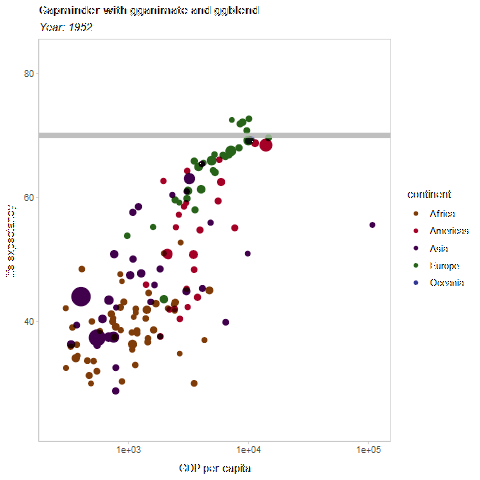 Gapminder with gganimate and ggblend
Year: 1952
life expectancy
80
60
40
1e+03
1e+04
1e+05
GDP per capita
continent
Africa
Americas
Asia
Europe
Oceania